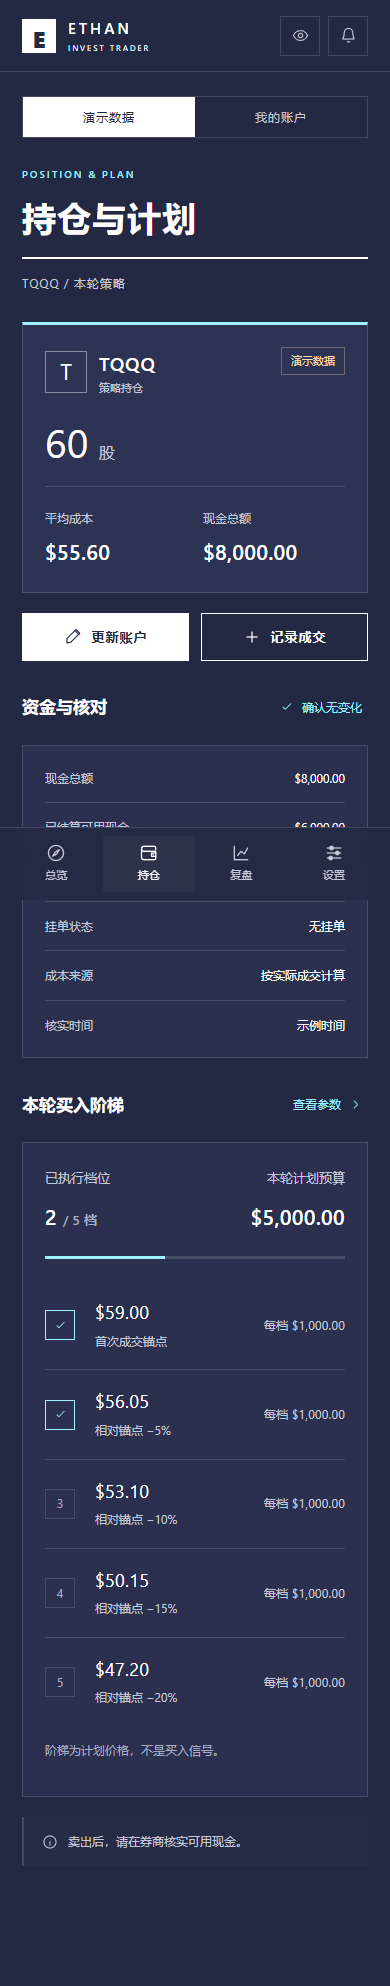 E
ETHAN
INVEST TRADER
演示数据
我的账户
POSITION & PLAN
持仓与计划
TQQQ / 本轮策略
T
TQQQ
策略持仓
演示数据
60 股
平均成本
现金总额
$55.60
$8,000.00
更新账户
记录成交
资金与核对
确认无变化
现金总额
$8,000.00
已结算可用现金
$6,000.00
总览
持仓
复盘
设置
挂单状态
无挂单
成本来源
按实际成交计算
核实时间
示例时间
本轮买入阶梯
查看参数
已执行档位
本轮计划预算
2 / 5 档
$5,000.00
$59.00
首次成交锚点
每档 $1,000.00
$56.05
相对锚点 −5%
每档 $1,000.00
3
$53.10
相对锚点 −10%
每档 $1,000.00
4
$50.15
相对锚点 −15%
每档 $1,000.00
5
$47.20
相对锚点 −20%
每档 $1,000.00
阶梯为计划价格，不是买入信号。
卖出后，请在券商核实可用现金。